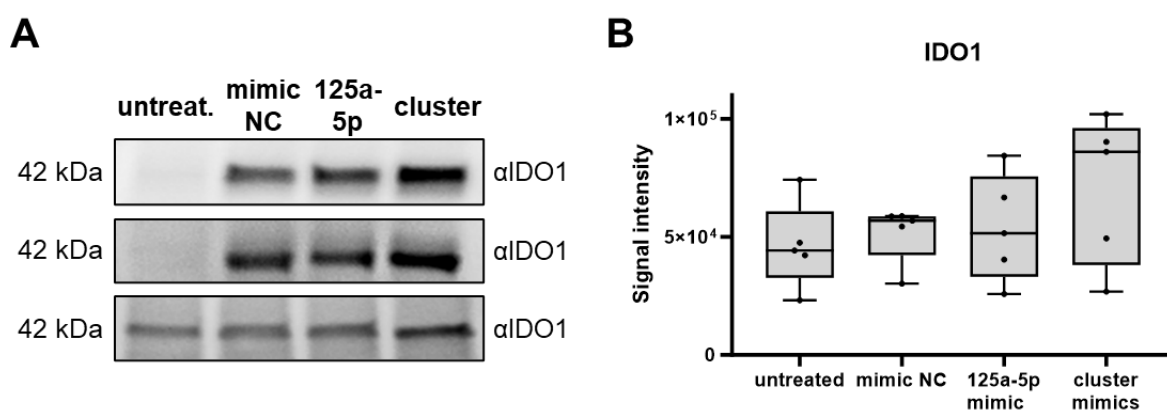 A
untreat.
mimic
NC
125a-
5p
cluster
42 kDa
αIDO1
42 kDa
αIDO1
42 kDa
αIDO1
B
IDO1
Signal intensity
1×10⁵
5×10⁴
0
untreated
mimic NC
125a-5p
mimic
cluster
mimics